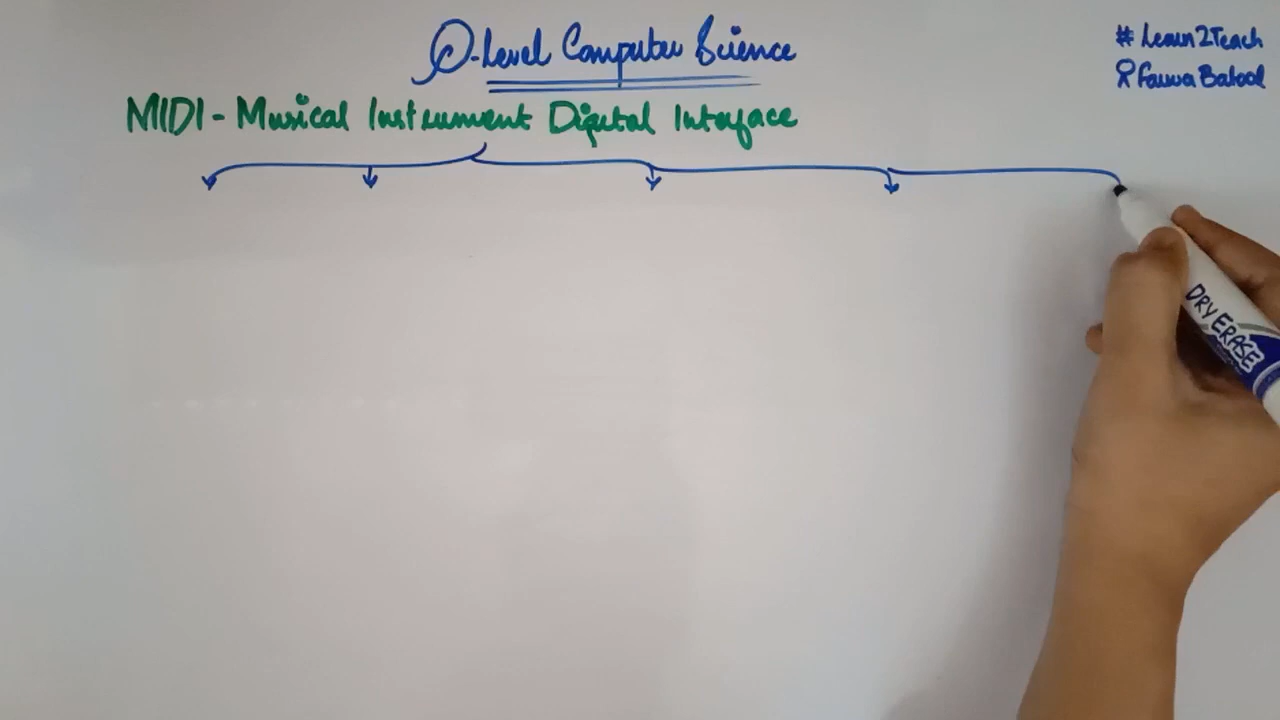 O-Level Computer Science
# Learn2Teach
Fauwa Batool
MIDI - Musical Instrument Digital Interface
DRY ERASE